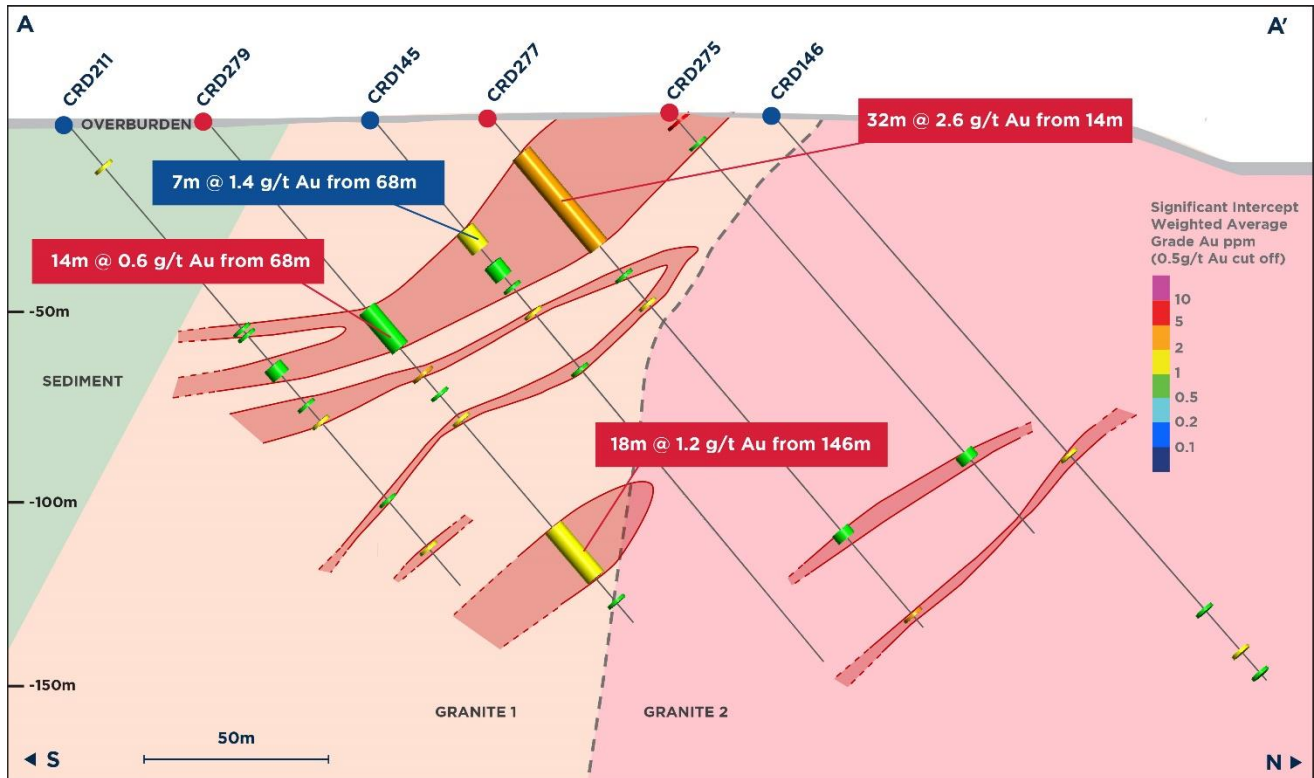 A
A'
CRD211
CRD279
CRD145
CRD277
CRD275
CRD146
OVERBURDEN
32m @ 2.6 g/t Au from 14m
7m @ 1.4 g/t Au from 68m
14m @ 0.6 g/t Au from 68m
Significant Intercept
Weighted Average
Grade Au ppm
(0.5g/t Au cut off)
10
5
2
1
0.5
0.2
0.1
-50m
SEDIMENT
18m @ 1.2 g/t Au from 146m
-100m
-150m
GRANITE 1
GRANITE 2
50m
◄ S
N ►